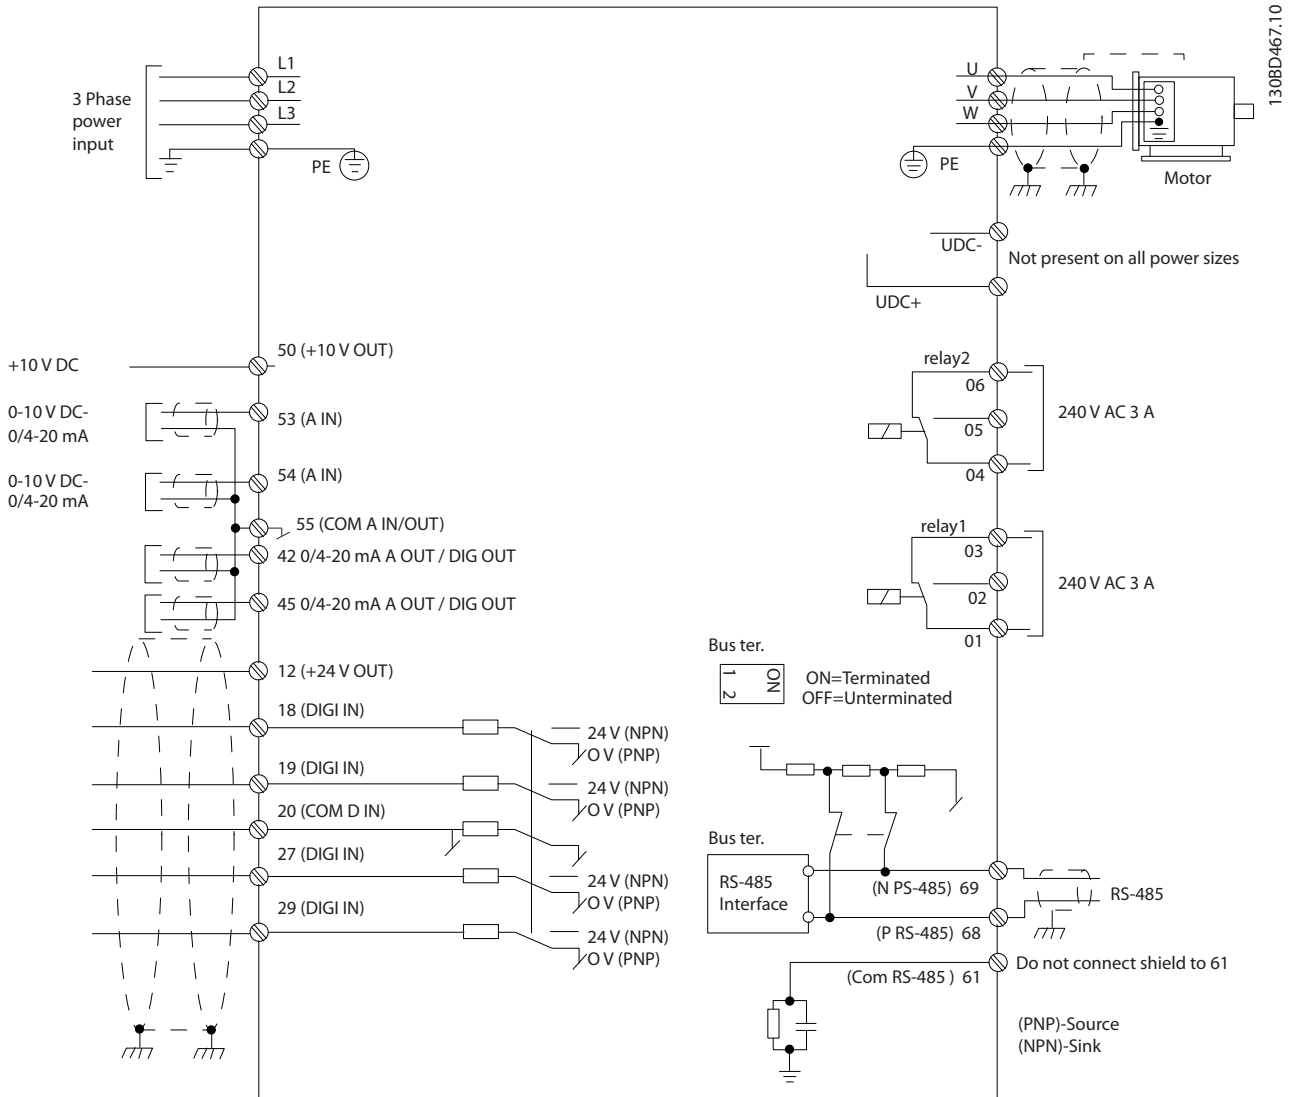 130BD467.10
3 Phase
power
input
L1
L2
L3
PE
U
V
W
PE
Motor
UDC-
Not present on all power sizes
UDC+
+10 V DC
50 (+10 V OUT)
0-10 V DC-
0/4-20 mA
53 (A IN)
0-10 V DC-
0/4-20 mA
54 (A IN)
55 (COM A IN/OUT)
42 0/4-20 mA A OUT / DIG OUT
45 0/4-20 mA A OUT / DIG OUT
12 (+24 V OUT)
18 (DIGI IN)
24 V (NPN)
O V (PNP)
19 (DIGI IN)
24 V (NPN)
O V (PNP)
20 (COM D IN)
27 (DIGI IN)
24 V (NPN)
O V (PNP)
29 (DIGI IN)
24 V (NPN)
O V (PNP)
relay2
06
05
04
240 V AC 3 A
relay1
03
02
01
240 V AC 3 A
Bus ter.
1
2
ON
ON=Terminated
OFF=Unterminated
Bus ter.
RS-485
Interface
(N PS-485) 69
RS-485
(P RS-485) 68
(Com RS-485 ) 61
Do not connect shield to 61
(PNP)-Source
(NPN)-Sink